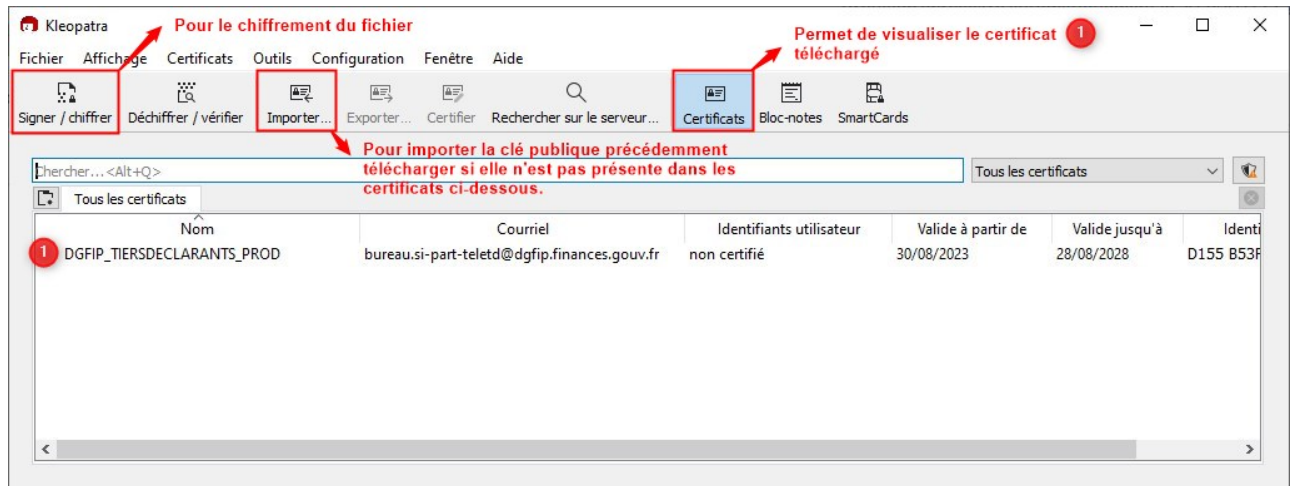 Kleopatra
Pour le chiffrement du fichier
Permet de visualiser le certificat 1
téléchargé
Fichier Affichage Certificats Outils Configuration Fenêtre Aide
Signer / chiffrer Déchiffrer / vérifier Importer... Exporter... Certifier Rechercher sur le serveur... Certificats Bloc-notes SmartCards
Pour importer la clé publique précédemment
télécharger si elle n'est pas présente dans les
certificats ci-dessous.
Chercher...<Alt+Q> Tous les certificats
Tous les certificats
Nom Courriel Identifiants utilisateur Valide à partir de Valide jusqu'à Identi
1 DGFIP_TIERSDECLARANTS_PROD bureau.si-part-teletd@dgfip.finances.gouv.fr non certifié 30/08/2023 28/08/2028 D155 B53F